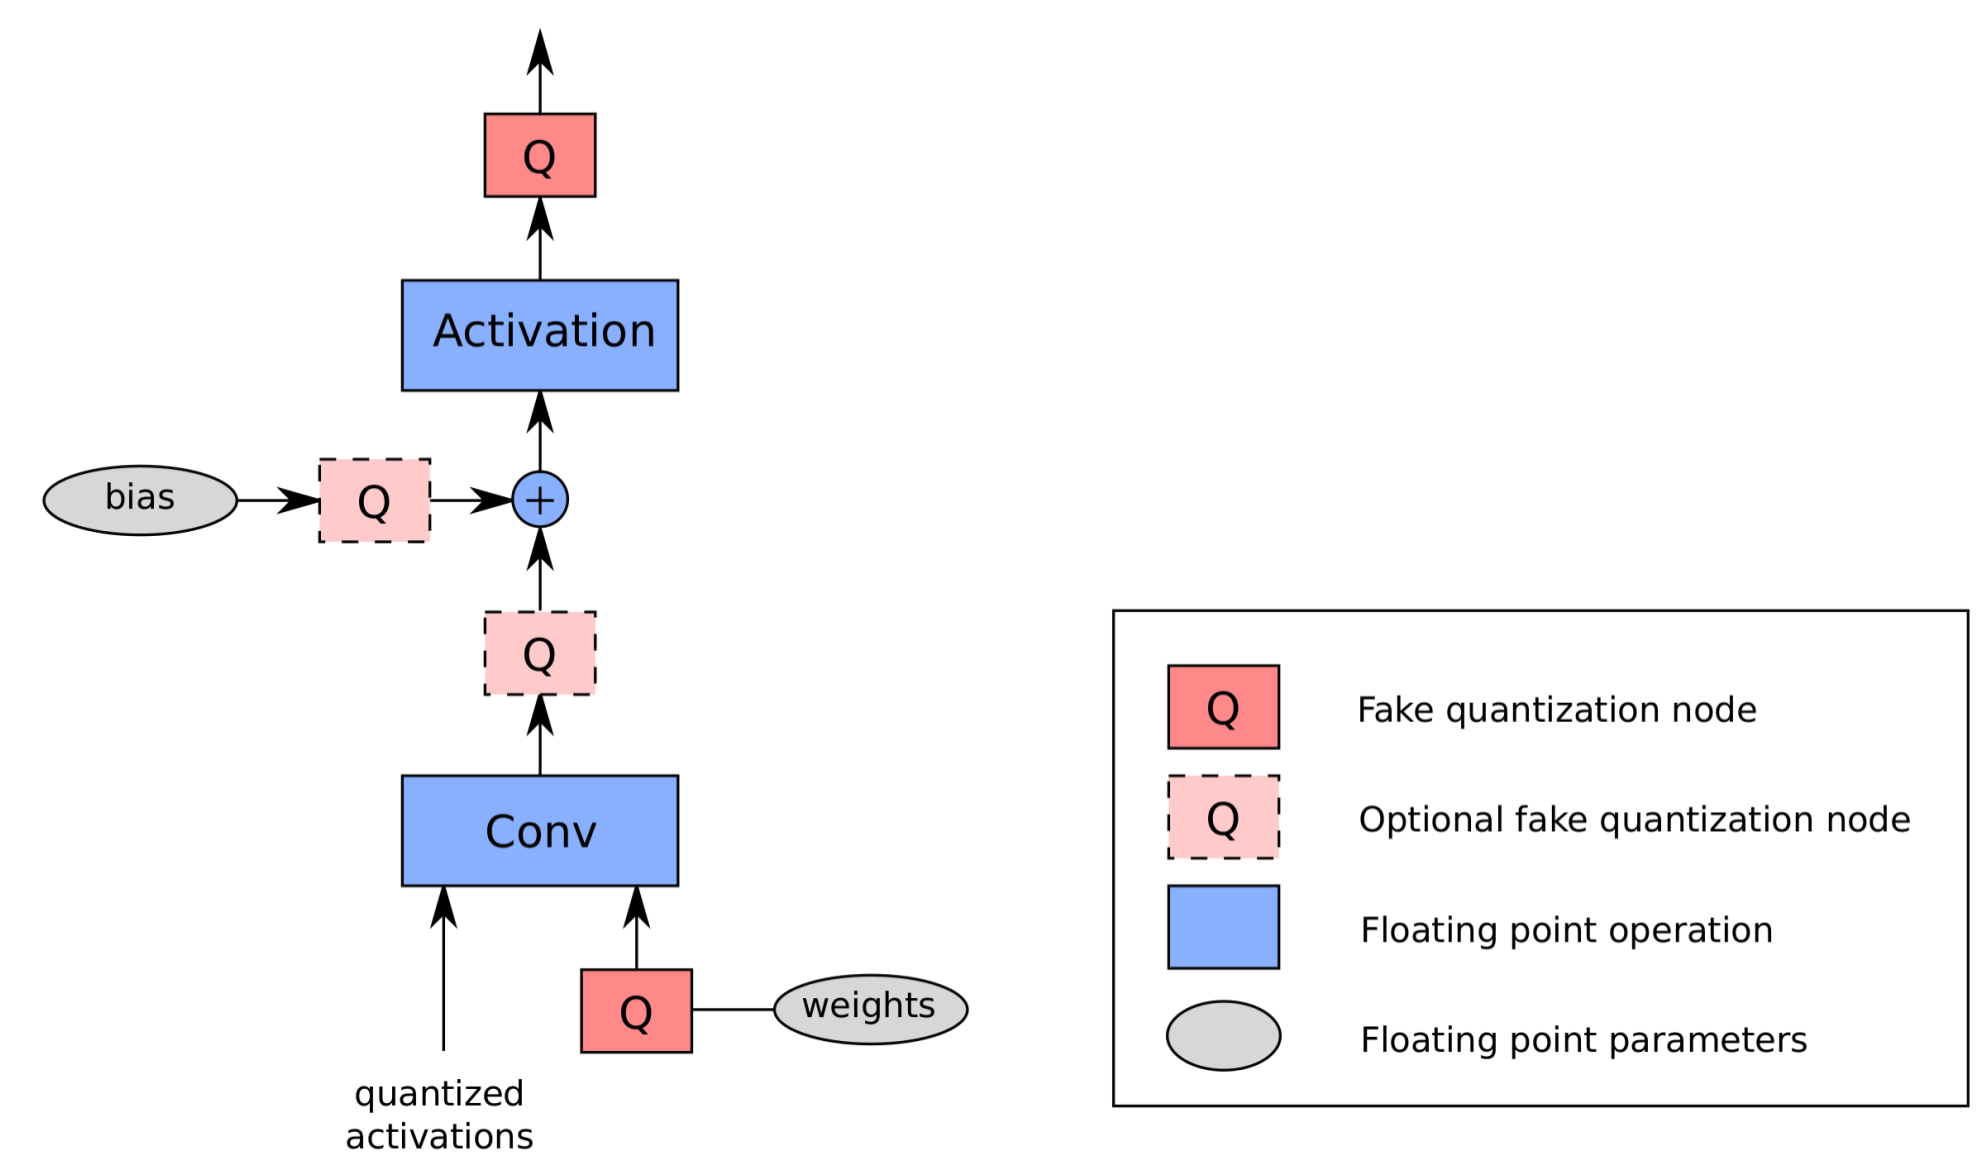 Q
Activation
bias
Q
+
Q
Conv
Q
weights
quantized
activations
Q
Fake quantization node
Q
Optional fake quantization node
Floating point operation
Floating point parameters